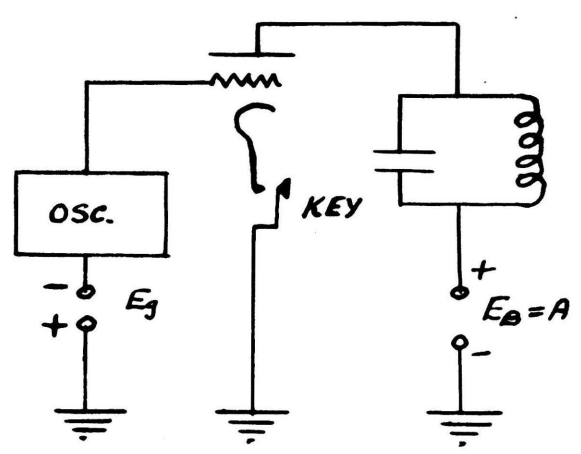 OSC.
KEY
- Eg
+
+
EB=A
-